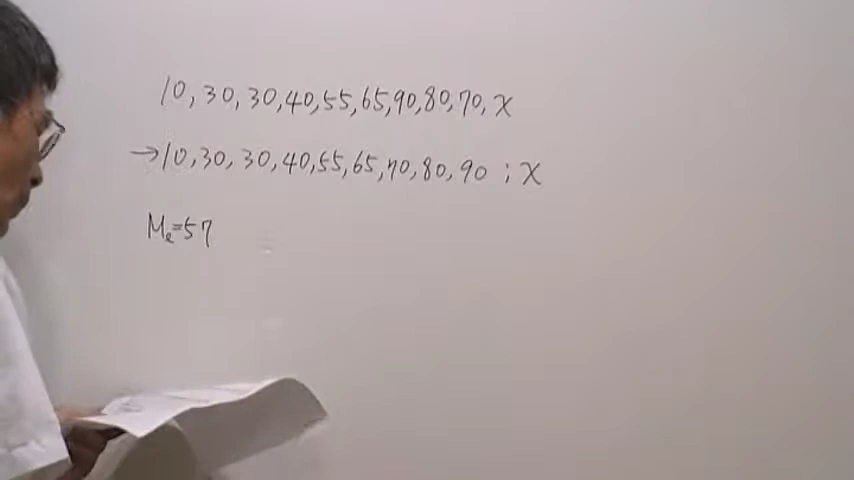 10, 30, 30, 40, 55, 65, 90, 80, 70, x
→10, 30, 30, 40, 55, 65, 70, 80, 90 ; x
Me=57